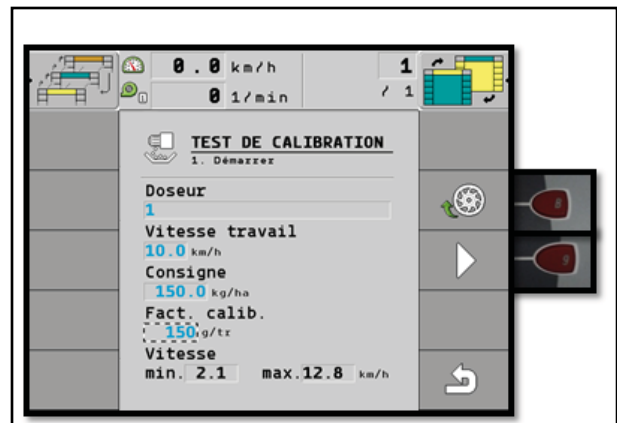 0.0 km/h
1
0 1/min
/ 1
TEST DE CALIBRATION
1. Démarrer
Doseur
1
Vitesse travail
10.0 km/h
Consigne
150.0 kg/ha
Fact. calib.
150 g/tr
Vitesse
min. 2.1 max. 12.8 km/h